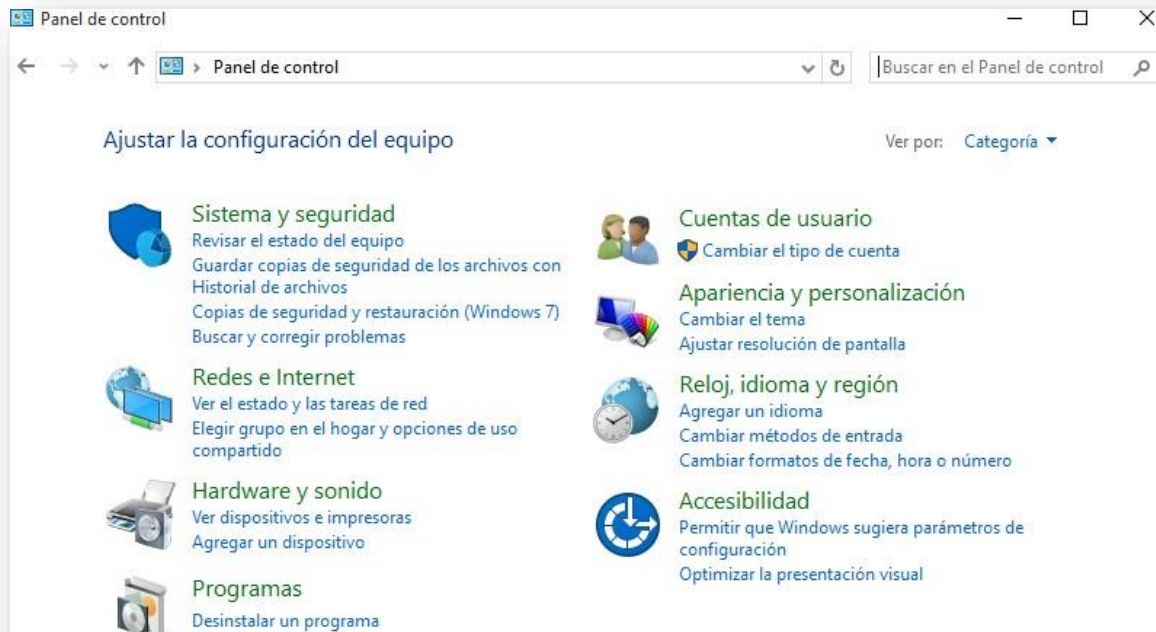 Panel de control
Panel de control
Buscar en el Panel de control
Ajustar la configuración del equipo
Ver por: Categoría
Sistema y seguridad
Revisar el estado del equipo
Guardar copias de seguridad de los archivos con
Historial de archivos
Copias de seguridad y restauración (Windows 7)
Buscar y corregir problemas
Redes e Internet
Ver el estado y las tareas de red
Elegir grupo en el hogar y opciones de uso
compartido
Hardware y sonido
Ver dispositivos e impresoras
Agregar un dispositivo
Programas
Desinstalar un programa
Cuentas de usuario
Cambiar el tipo de cuenta
Apariencia y personalización
Cambiar el tema
Ajustar resolución de pantalla
Reloj, idioma y región
Agregar un idioma
Cambiar métodos de entrada
Cambiar formatos de fecha, hora o número
Accesibilidad
Permitir que Windows sugiera parámetros de
configuración
Optimizar la presentación visual